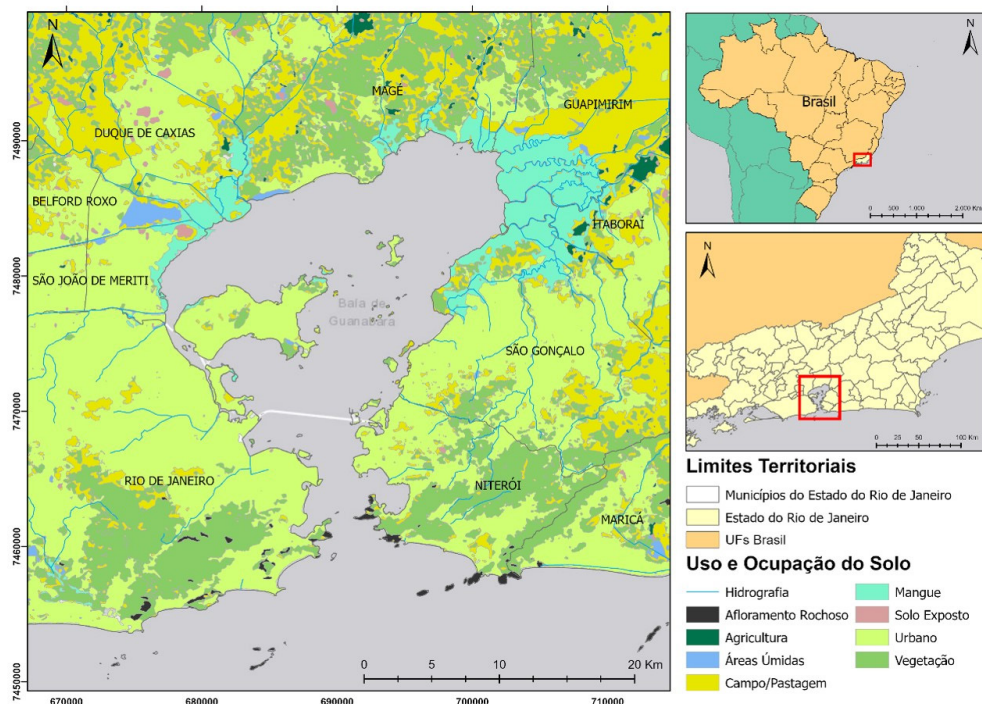 N
MAGÉ
GUAPIMIRIM
DUQUE DE CAXIAS
BELFORD ROXO
ITABORAÍ
SÃO JOÃO DE MERITI
Baía de
Guanabara
SÃO GONÇALO
RIO DE JANEIRO
NITERÓI
MARICÁ
0 5 10 20 Km
7490000
7480000
7470000
7460000
7450000
670000 680000 690000 700000 710000
N
Brasil
0 500 1.000 2.000 Km
N
0 25 50 100 Km
Limites Territoriais
Municípios do Estado do Rio de Janeiro
Estado do Rio de Janeiro
UFs Brasil
Uso e Ocupação do Solo
Hidrografia
Afloramento Rochoso
Agricultura
Áreas Úmidas
Campo/Pastagem
Mangue
Solo Exposto
Urbano
Vegetação